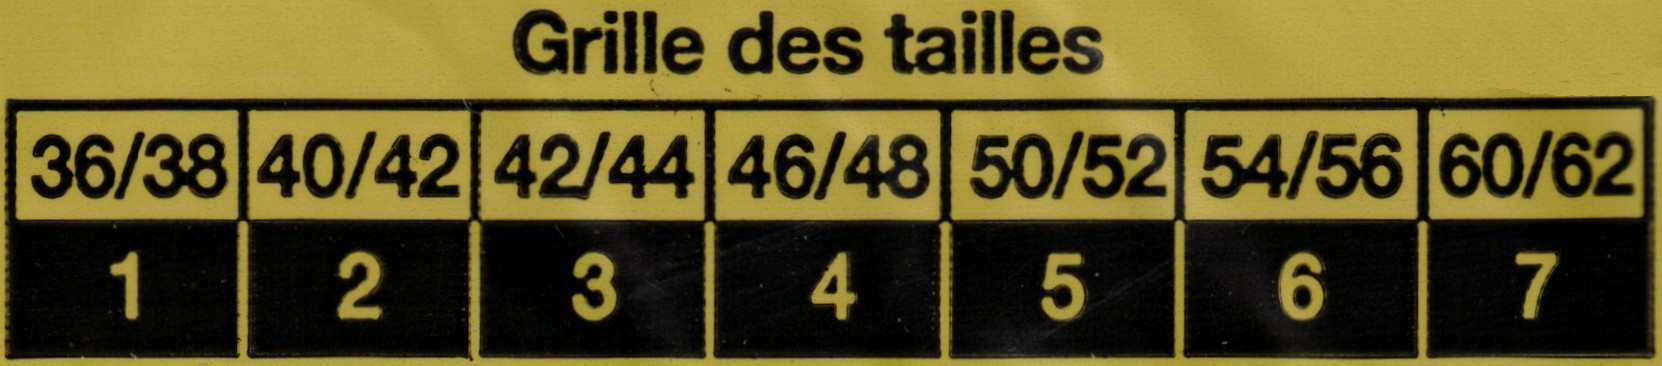 Grille des tailles
36/38 40/42 42/44 46/48 50/52 54/56 60/62
1 2 3 4 5 6 7